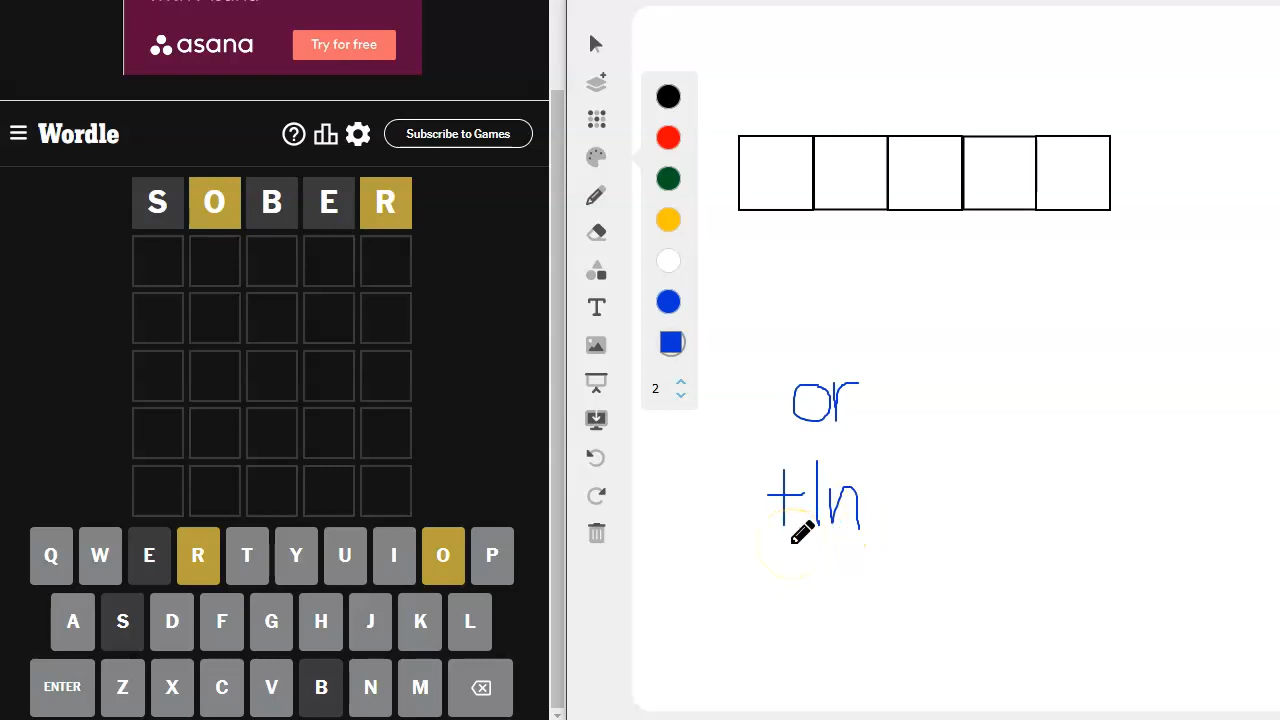 asana
Try for free
Wordle
?
Subscribe to Games
S O B E R
Q W E R T Y U I O P
A S D F G H J K L
ENTER Z X C V B N M
T
2
or
tln